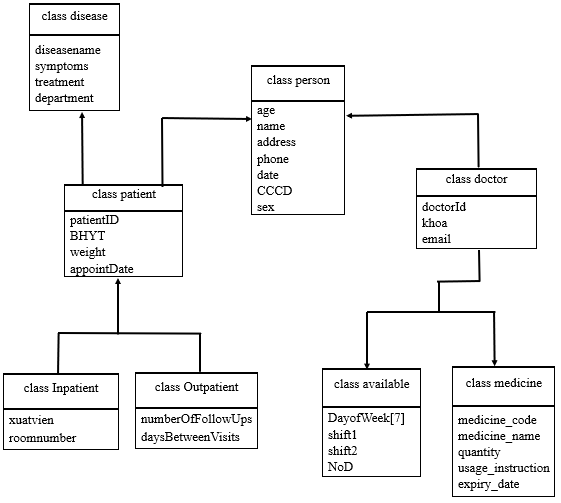 class disease
diseasename
symptoms
treatment
department
class person
age
name
address
phone
date
CCCD
sex
class patient
patientID
BHYT
weight
appointDate
class doctor
doctorId
khoa
email
class Inpatient
xuatvien
roomnumber
class Outpatient
numberOfFollowUps
daysBetweenVisits
class available
DayofWeek[7]
shift1
shift2
NoD
class medicine
medicine_code
medicine_name
quantity
usage_instruction
expiry_date